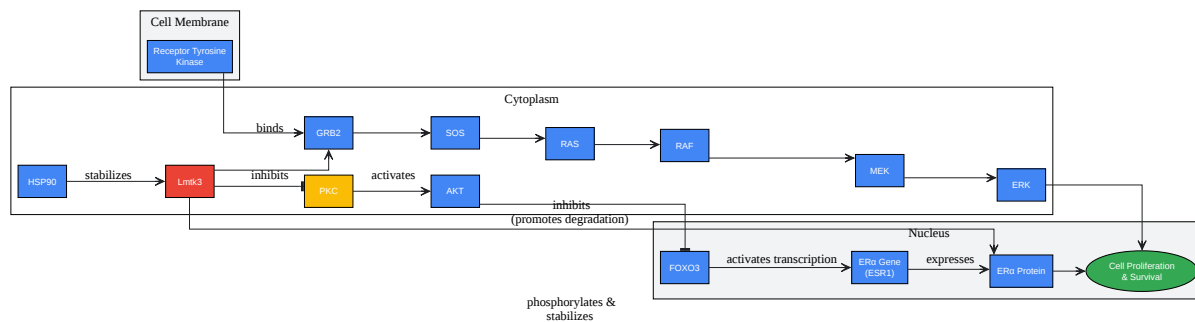 Cell Membrane
Receptor Tyrosine
Kinase
Cytoplasm
binds
GRB2
SOS
RAS
RAF
MEK
ERK
HSP90
stabilizes
Lmtk3
inhibits
PKC
activates
AKT
inhibits
(promotes degradation)
Nucleus
FOXO3
activates transcription
ERα Gene
(ESR1)
expresses
ERα Protein
Cell Proliferation
& Survival
phosphorylates &
stabilizes